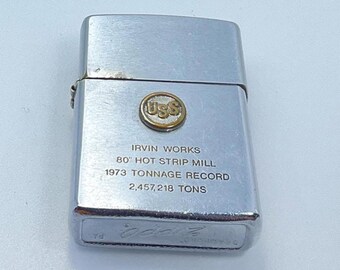 USS
IRVIN WORKS
80" HOT STRIP MILL
1973 TONNAGE RECORD
2,457,218 TONS